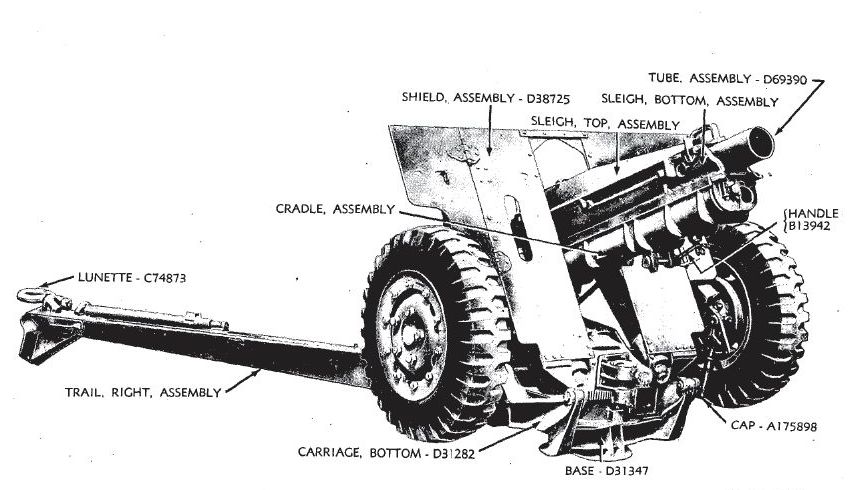 TUBE, ASSEMBLY - D69390
SHIELD, ASSEMBLY - D38725
SLEIGH, BOTTOM, ASSEMBLY
SLEIGH, TOP, ASSEMBLY
CRADLE, ASSEMBLY
{HANDLE
{B13942
LUNETTE - C74873
TRAIL, RIGHT, ASSEMBLY
CAP - A175898
CARRIAGE, BOTTOM - D31282
BASE - D31347